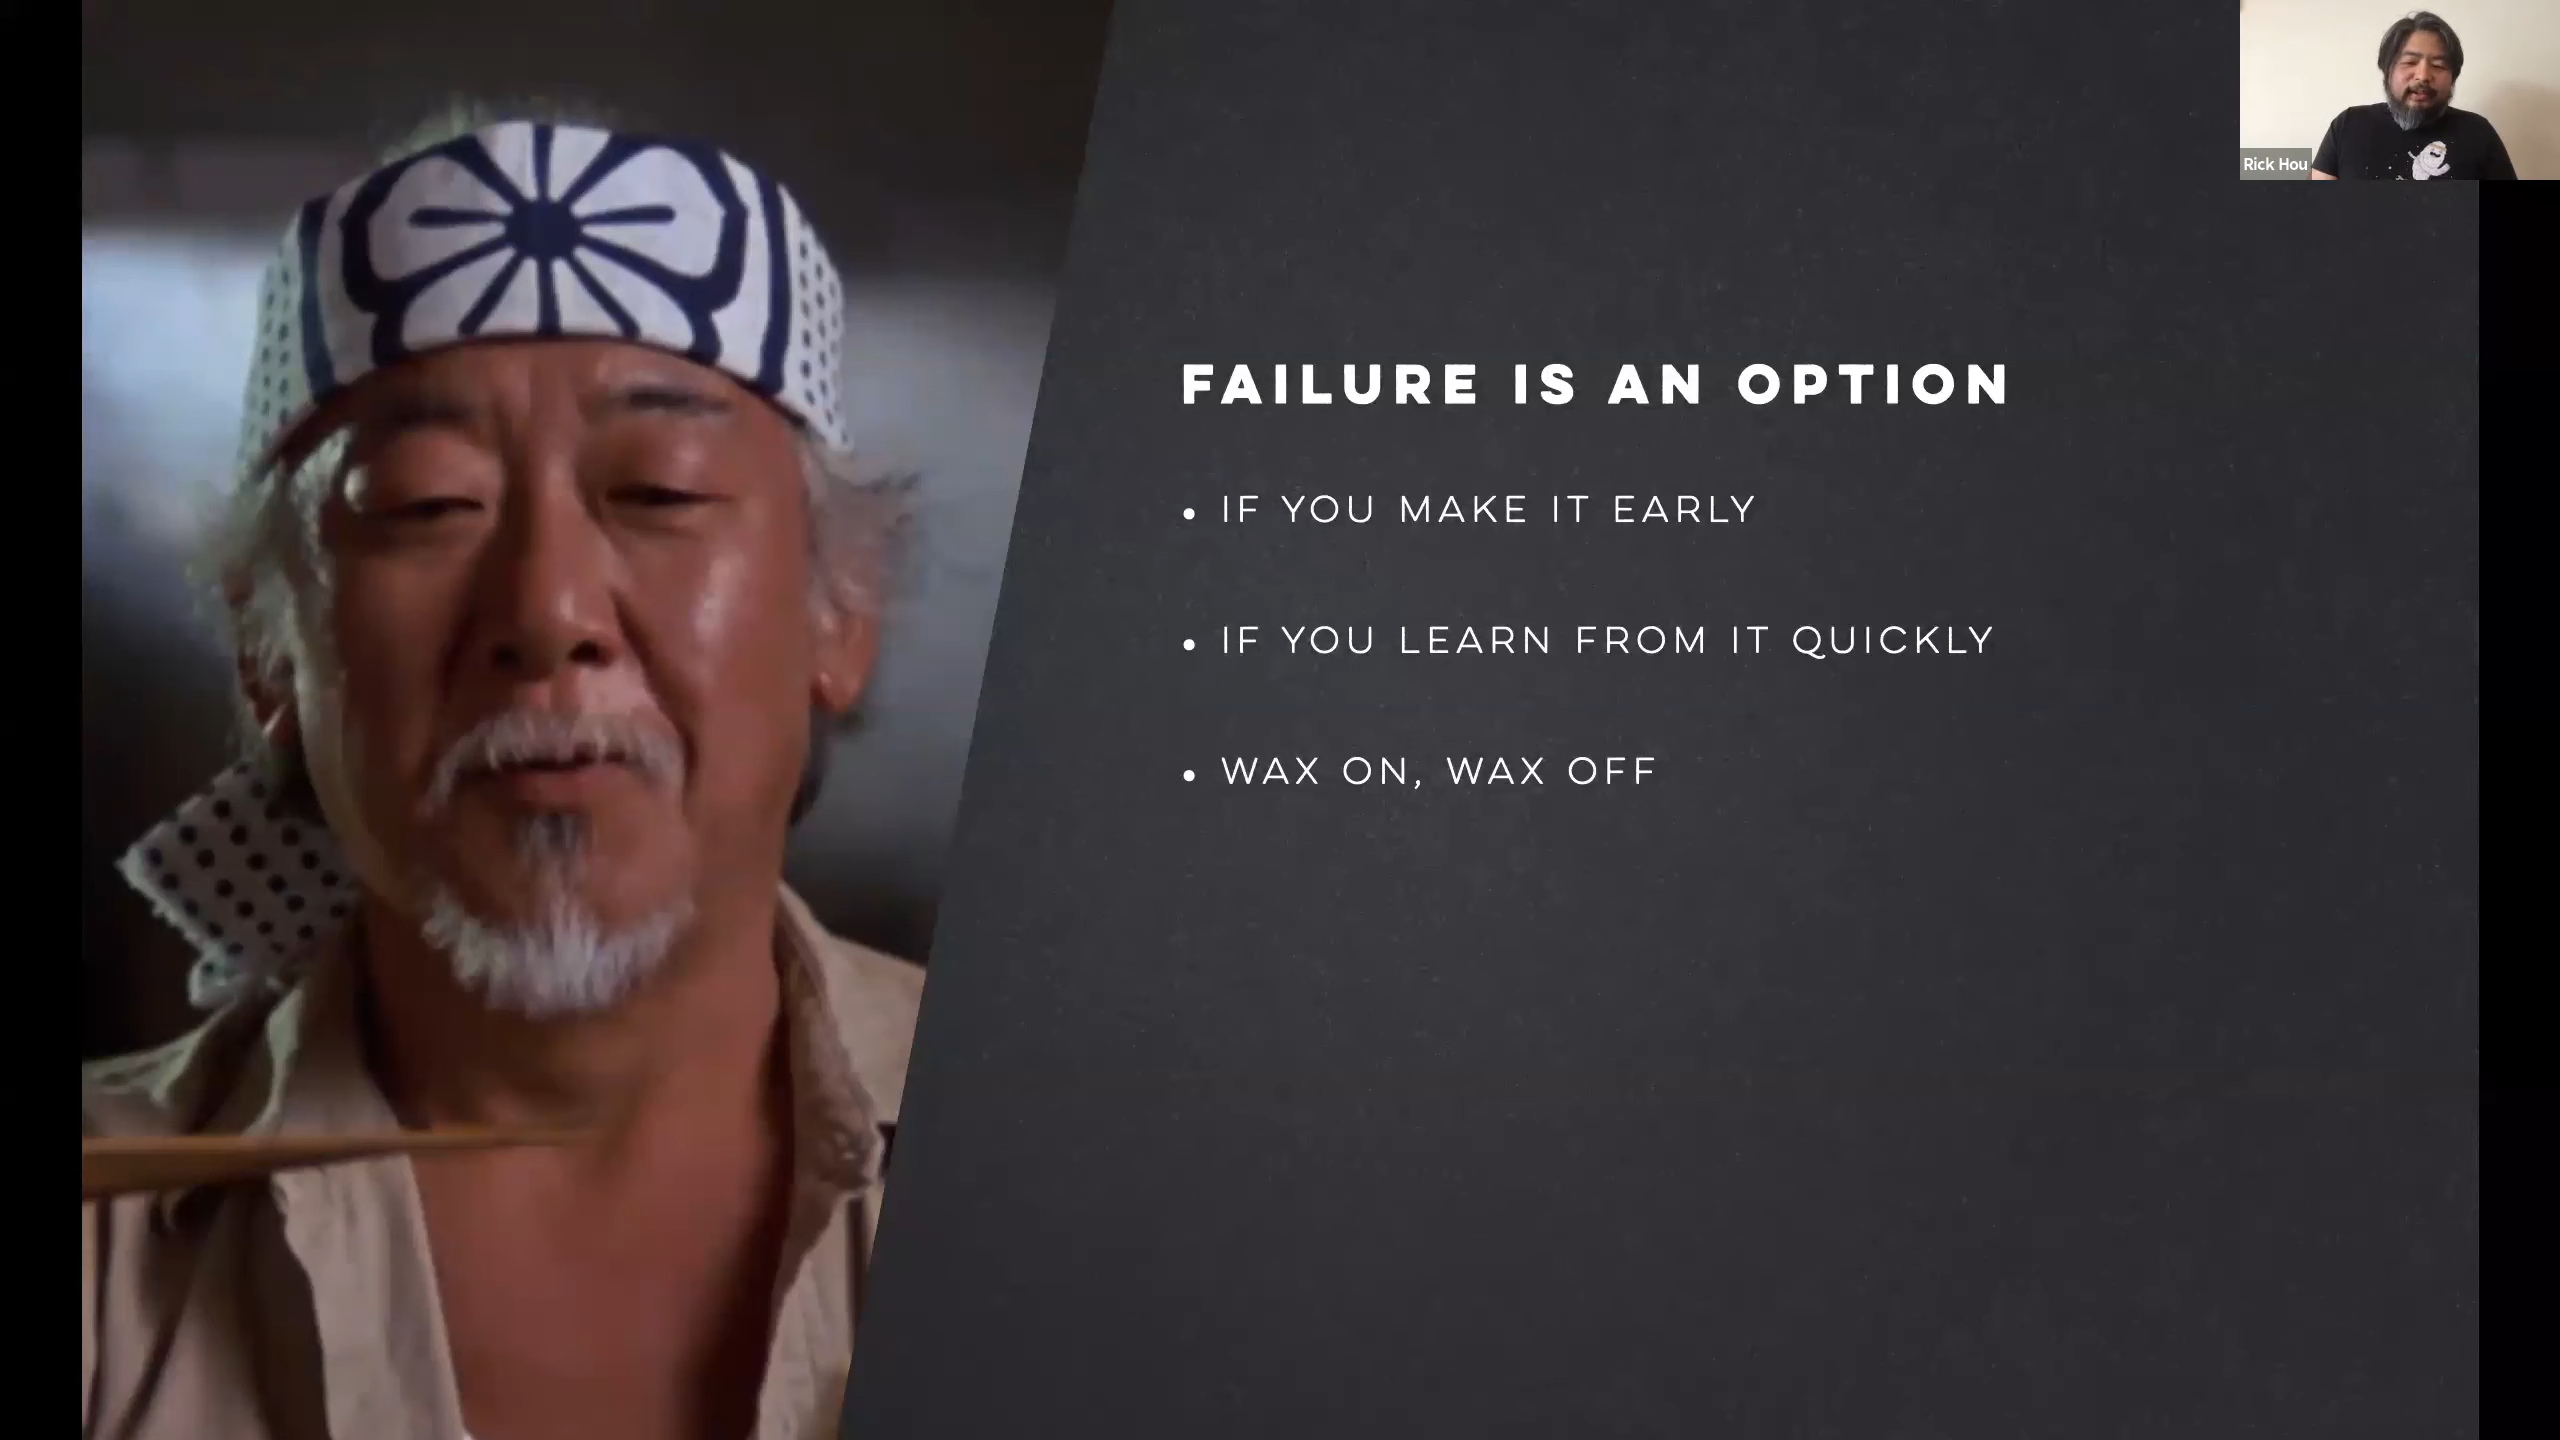 Rick Hou
FAILURE IS AN OPTION
• IF YOU MAKE IT EARLY
• IF YOU LEARN FROM IT QUICKLY
• WAX ON, WAX OFF